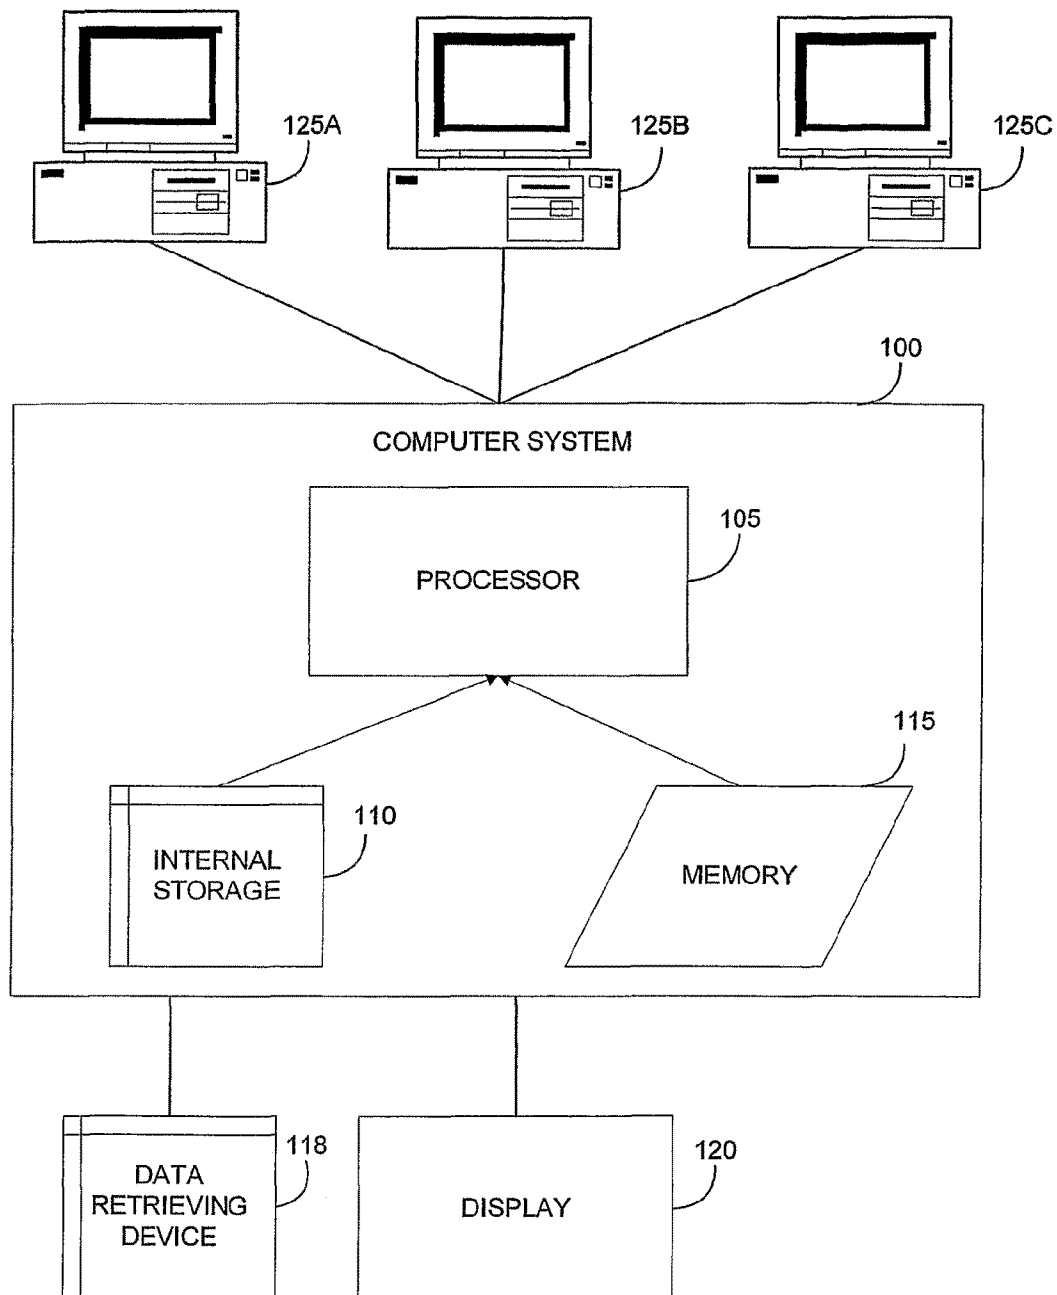 125A
125B
125C
100
COMPUTER SYSTEM
105
PROCESSOR
115
110
INTERNAL
STORAGE
MEMORY
118
DATA
RETRIEVING
DEVICE
120
DISPLAY